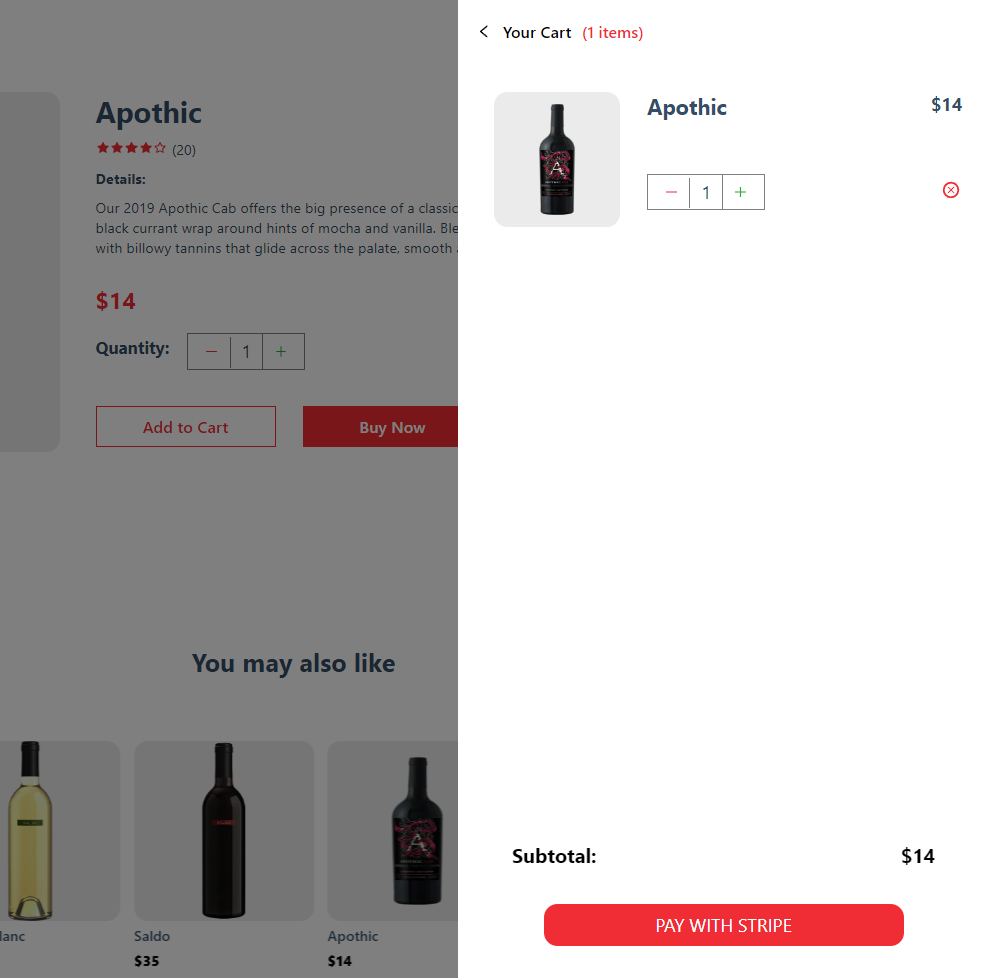 Your Cart (1 items)
Apothic
$14
1
Subtotal:
$14
PAY WITH STRIPE
Apothic
(20)
Details:
Our 2019 Apothic Cab offers the big presence of a classic
black currant wrap around hints of mocha and vanilla. Ble
with billowy tannins that glide across the palate, smooth
$14
Quantity:
1
Add to Cart
Buy Now
You may also like
lanc
Saldo
$35
Apothic
$14